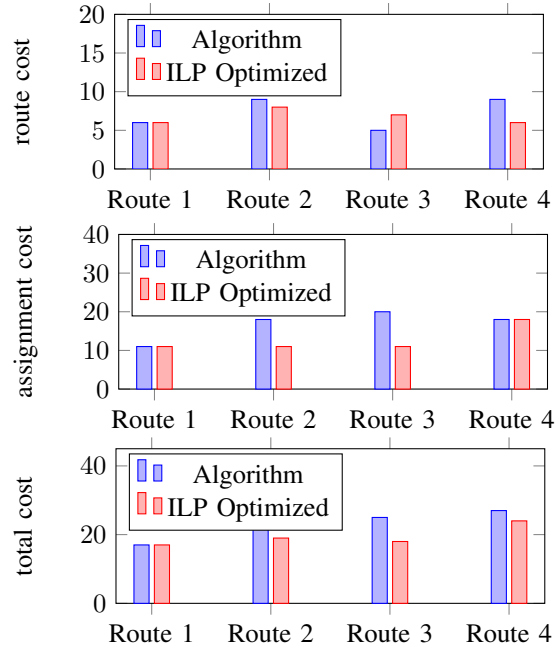 20
15
10
5
0
route cost
Algorithm
ILP Optimized
Route 1 Route 2 Route 3 Route 4
40
30
20
10
0
assignment cost
Algorithm
ILP Optimized
Route 1 Route 2 Route 3 Route 4
40
20
0
total cost
Algorithm
ILP Optimized
Route 1 Route 2 Route 3 Route 4